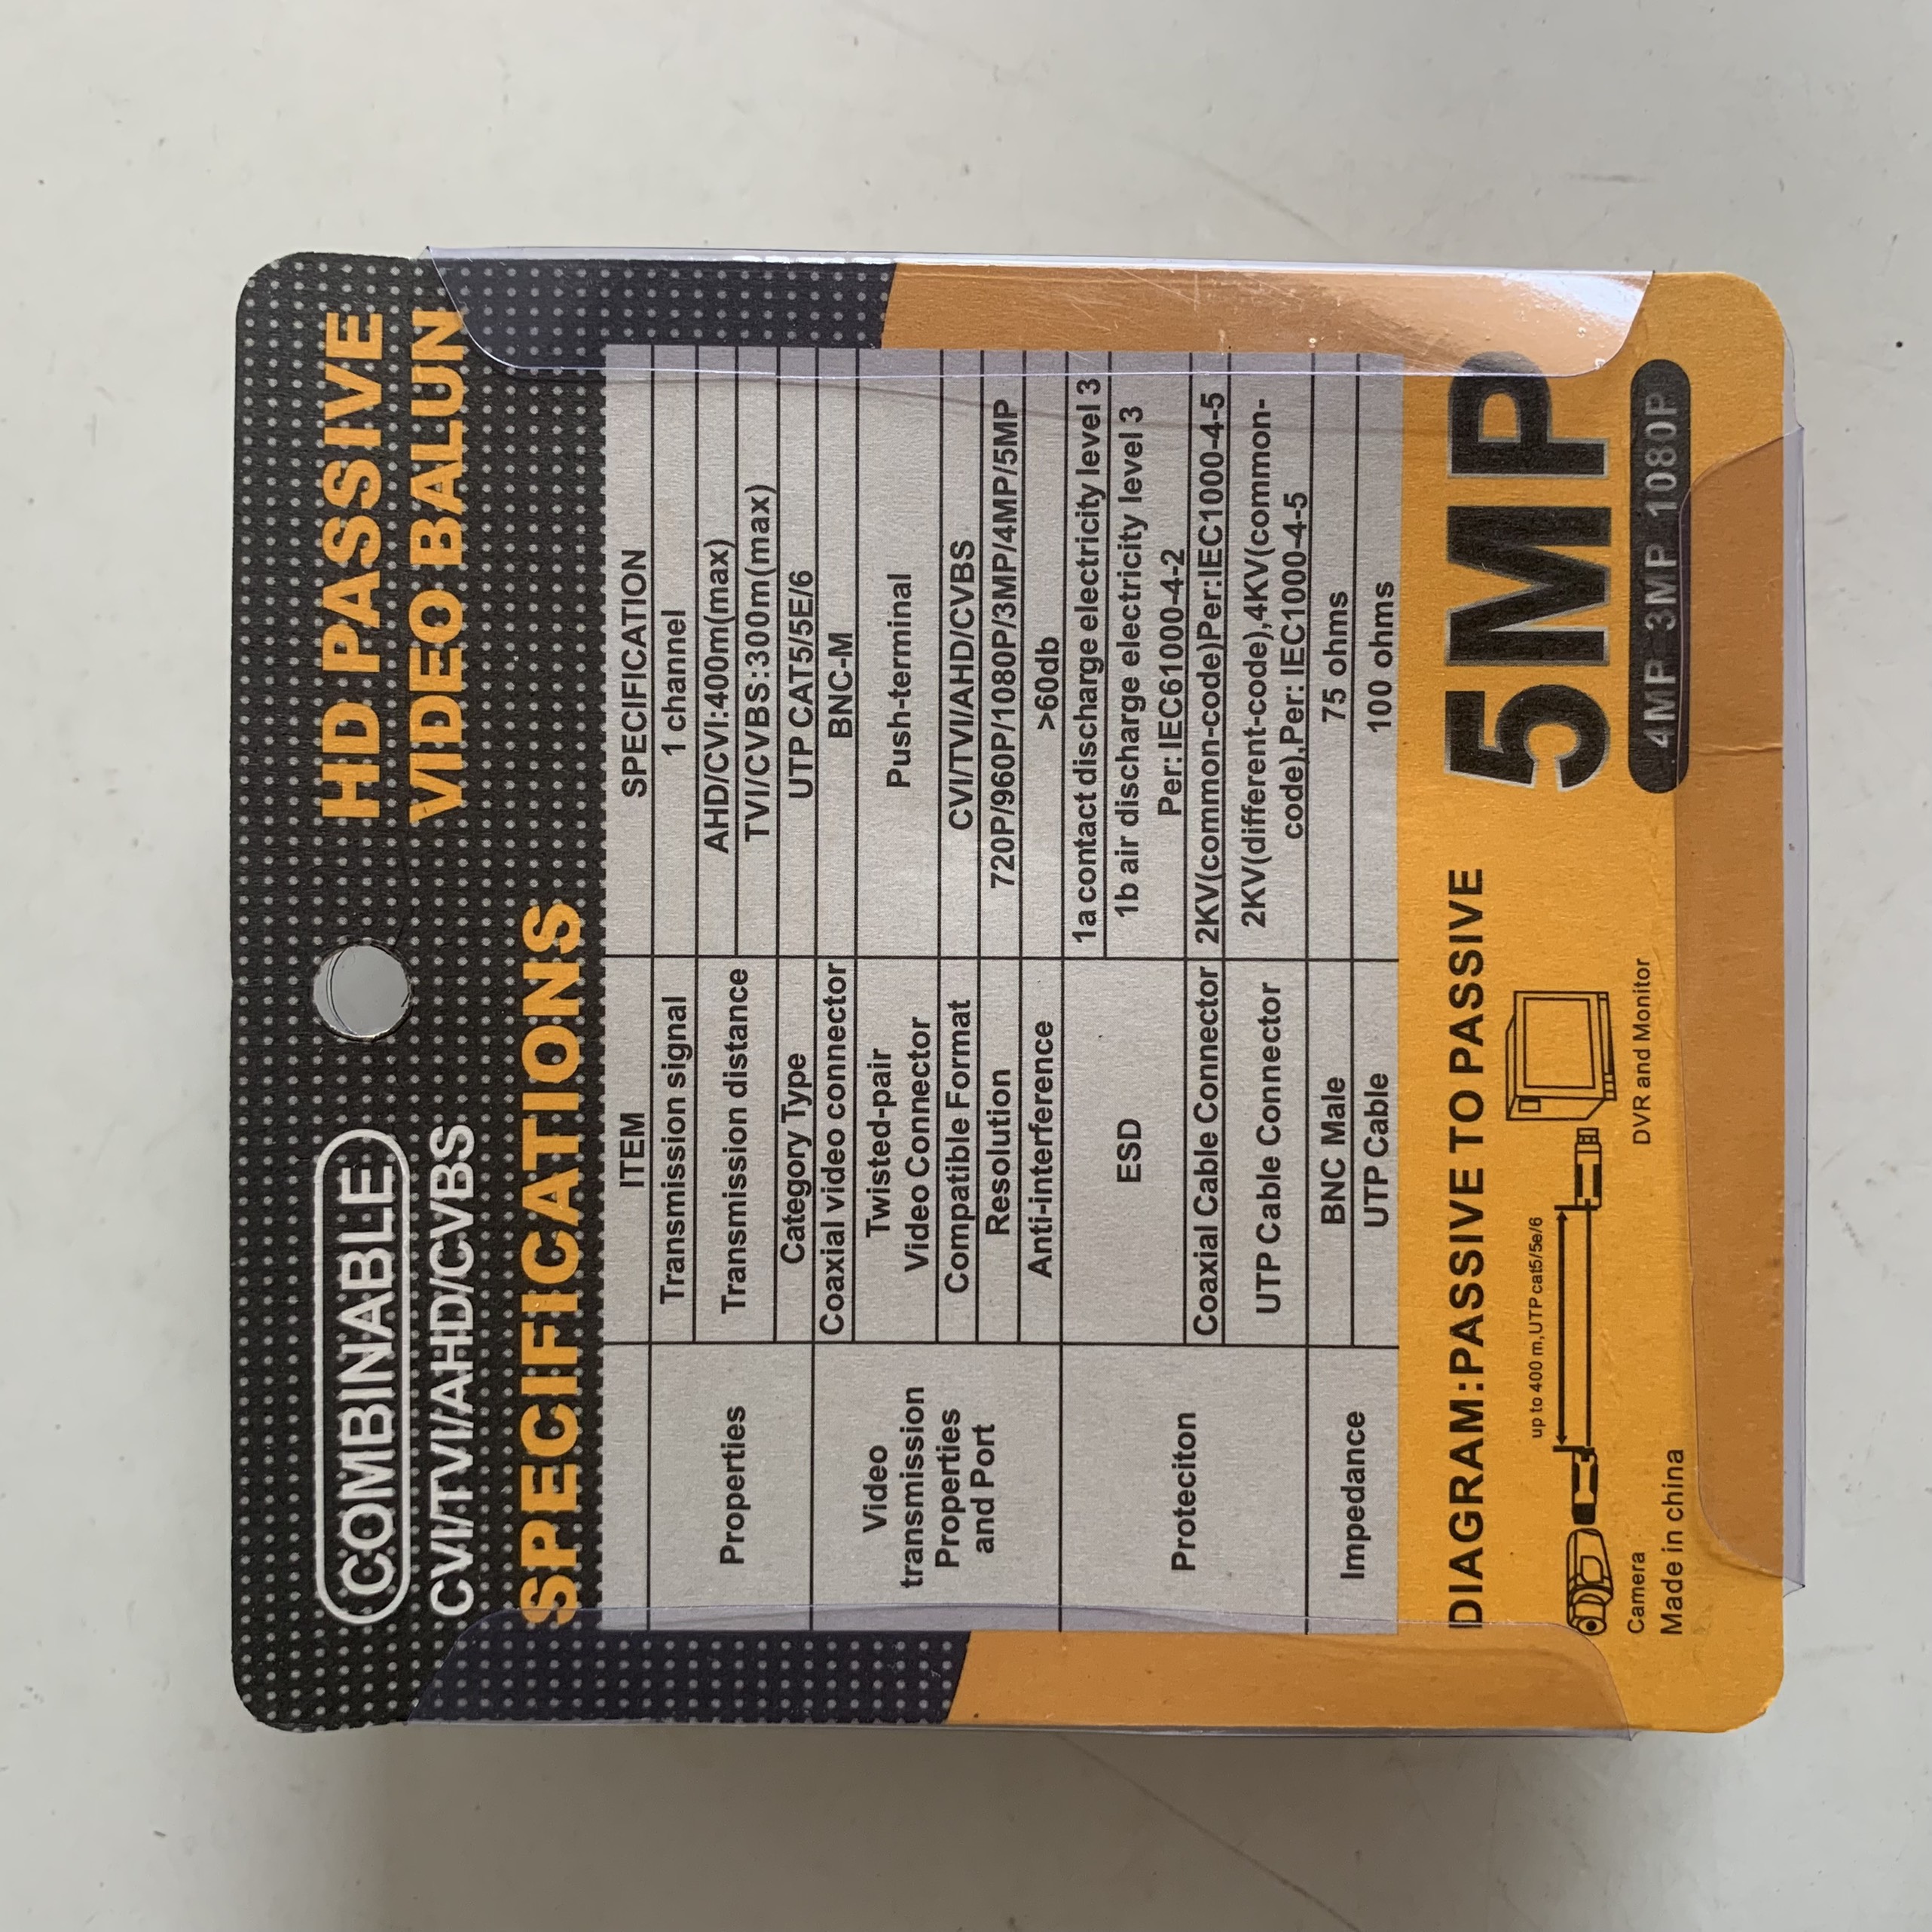 COMBINABLE
CVI/TVI/AHD/CVBS
HD PASSIVE
VIDEO BALUN
SPECIFICATIONS
ITEM SPECIFICATION
Properties
Transmission signal 1 channel
Transmission distance AHD/CVI:400m(max)
TVI/CVBS:300m(max)
Category Type UTP CAT5/5E/6
Video
transmission
Properties
and Port
Coaxial video connector BNC-M
Twisted-pair
Video Connector
Push-terminal
Compatible Format CVI/TVI/AHD/CVBS
Resolution 720P/960P/1080P/3MP/4MP/5MP
Anti-interference >60db
Proteciton
ESD
1a contact discharge electricity level 3
1b air discharge electricity level 3
Per:IEC61000-4-2
Coaxial Cable Connector 2KV(common-code)Per:IEC1000-4-5
UTP Cable Connector
2KV(different-code),4KV(common-
code),Per: IEC1000-4-5
Impedance
BNC Male 75 ohms
UTP Cable 100 ohms
DIAGRAM:PASSIVE TO PASSIVE
up to 400 m,UTP cat5/5e/6
Camera
DVR and Monitor
Made in china
5MP
4MP 3MP 1080P